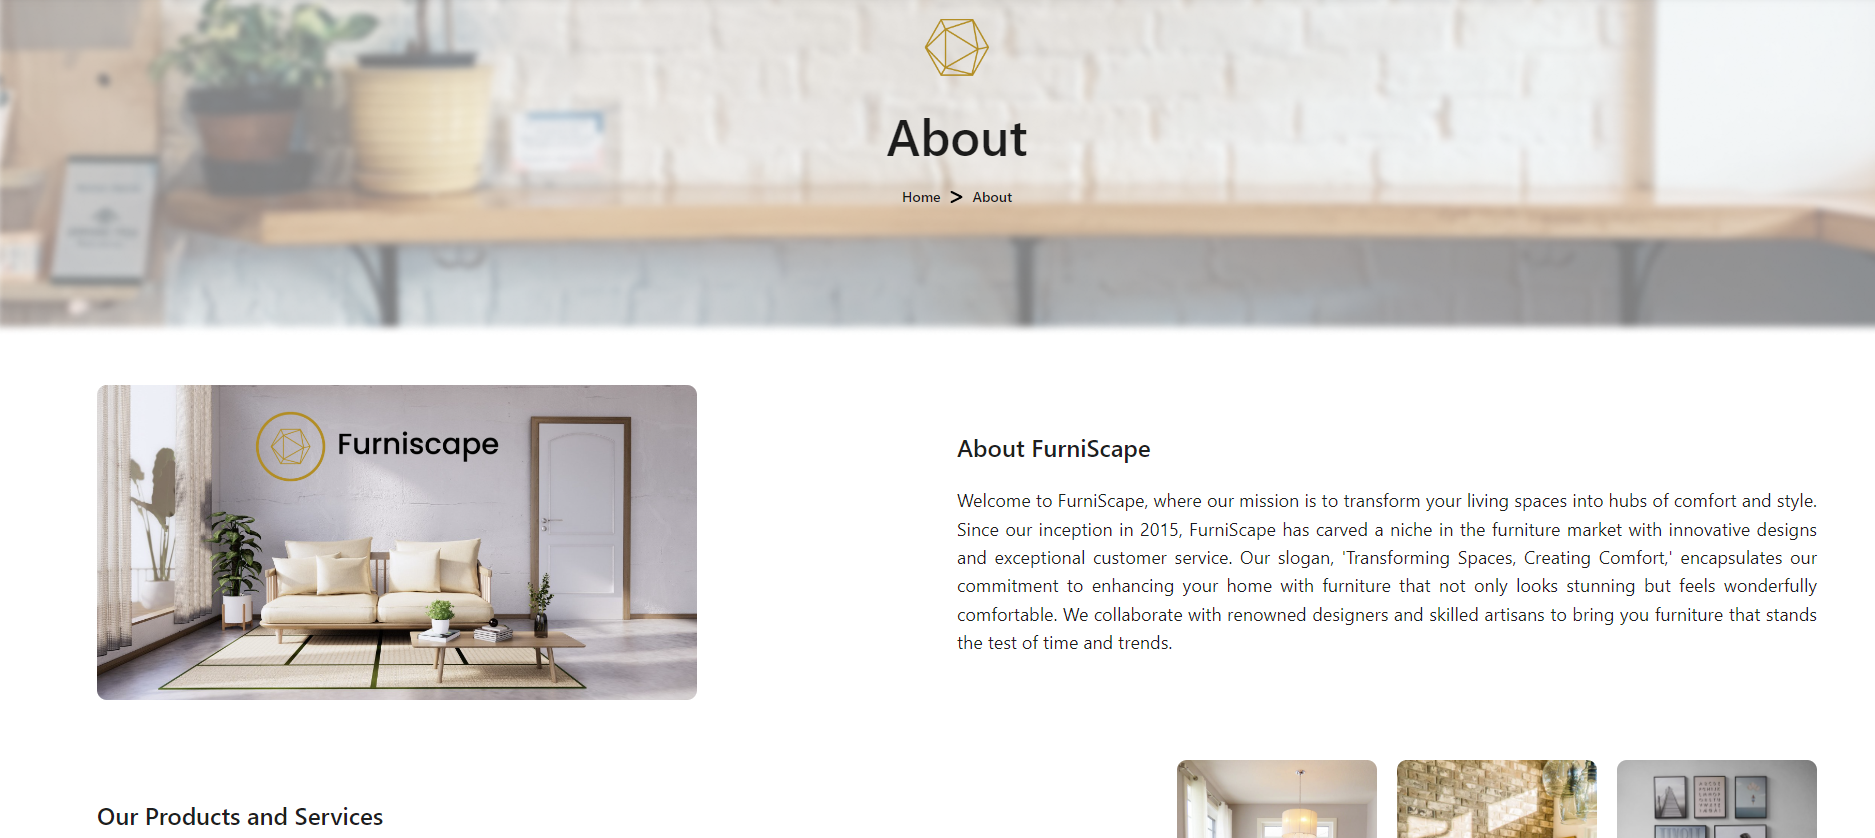 About
Home > About
Furniscape
About FurniScape
Welcome to FurniScape, where our mission is to transform your living spaces into hubs of comfort and style.
Since our inception in 2015, FurniScape has carved a niche in the furniture market with innovative designs
and exceptional customer service. Our slogan, 'Transforming Spaces, Creating Comfort,' encapsulates our
commitment to enhancing your home with furniture that not only looks stunning but feels wonderfully
comfortable. We collaborate with renowned designers and skilled artisans to bring you furniture that stands
the test of time and trends.
Our Products and Services